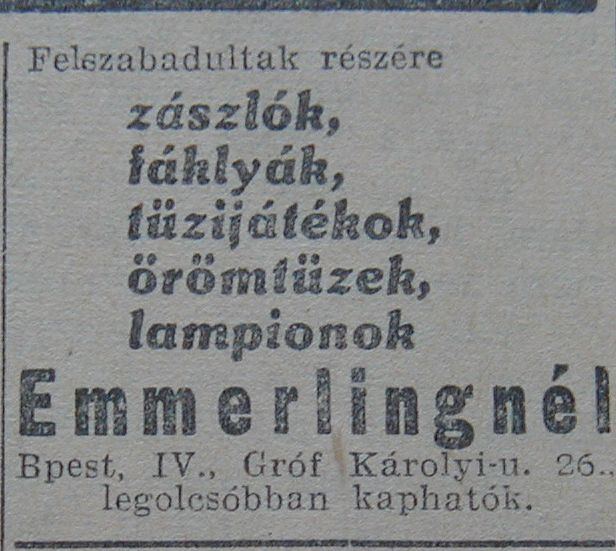 Felszabadultak részére
zászlók,
fáklyák,
tüzijátékok,
örömtüzek,
lampionok
Emmerlingnél
Bpest, IV., Gróf Károlyi-u. 26.,
legolcsóbban kaphatók.